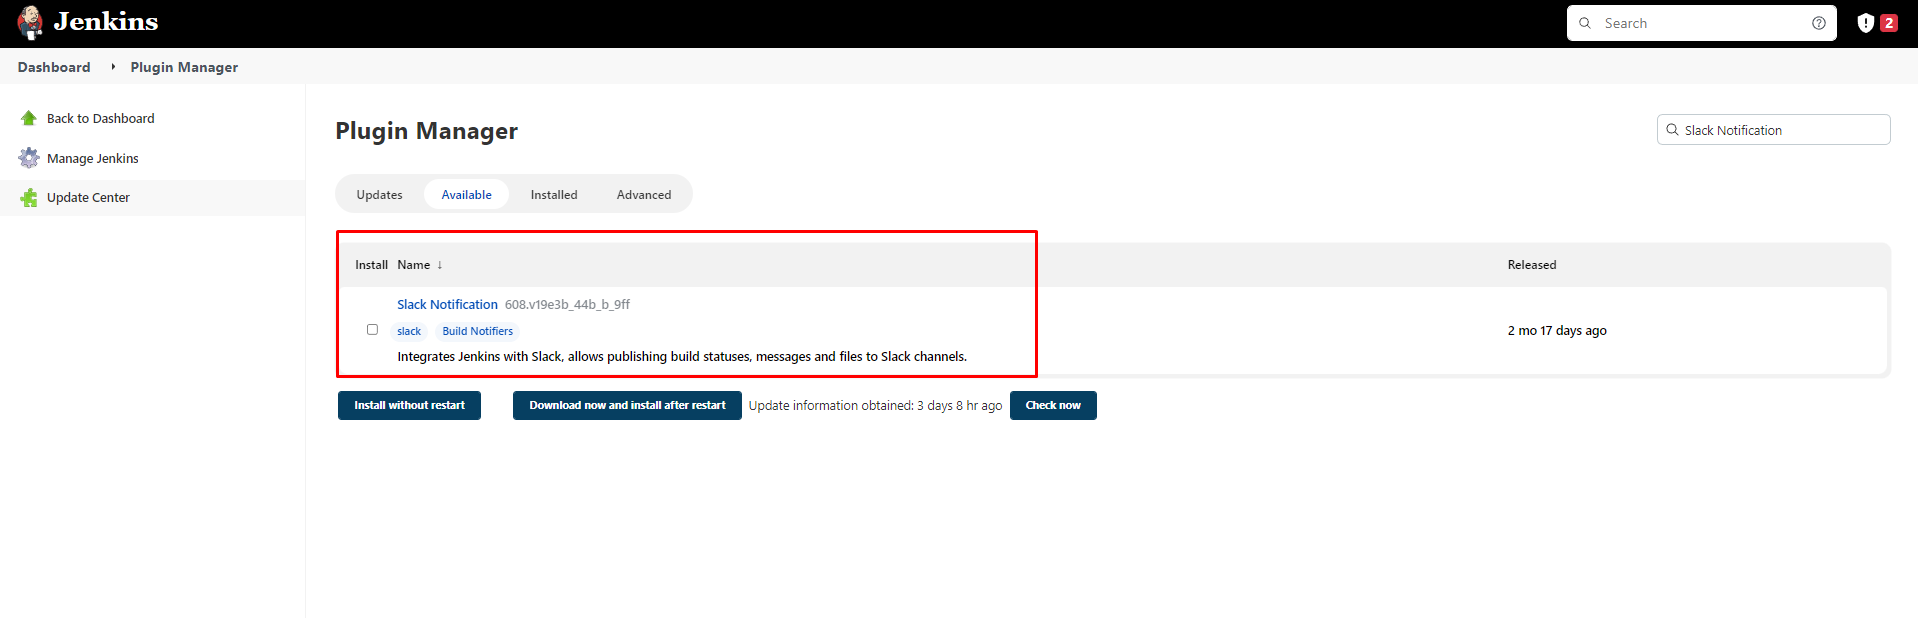 Jenkins
Search
2
Dashboard
Plugin Manager
Back to Dashboard
Manage Jenkins
Update Center
Plugin Manager
Slack Notification
Updates Available Installed Advanced
Install Name ↓ Released
Slack Notification 608.v19e3b_44b_b_9ff
slack Build Notifiers
2 mo 17 days ago
Integrates Jenkins with Slack, allows publishing build statuses, messages and files to Slack channels.
Install without restart Download now and install after restart Update information obtained: 3 days 8 hr ago Check now